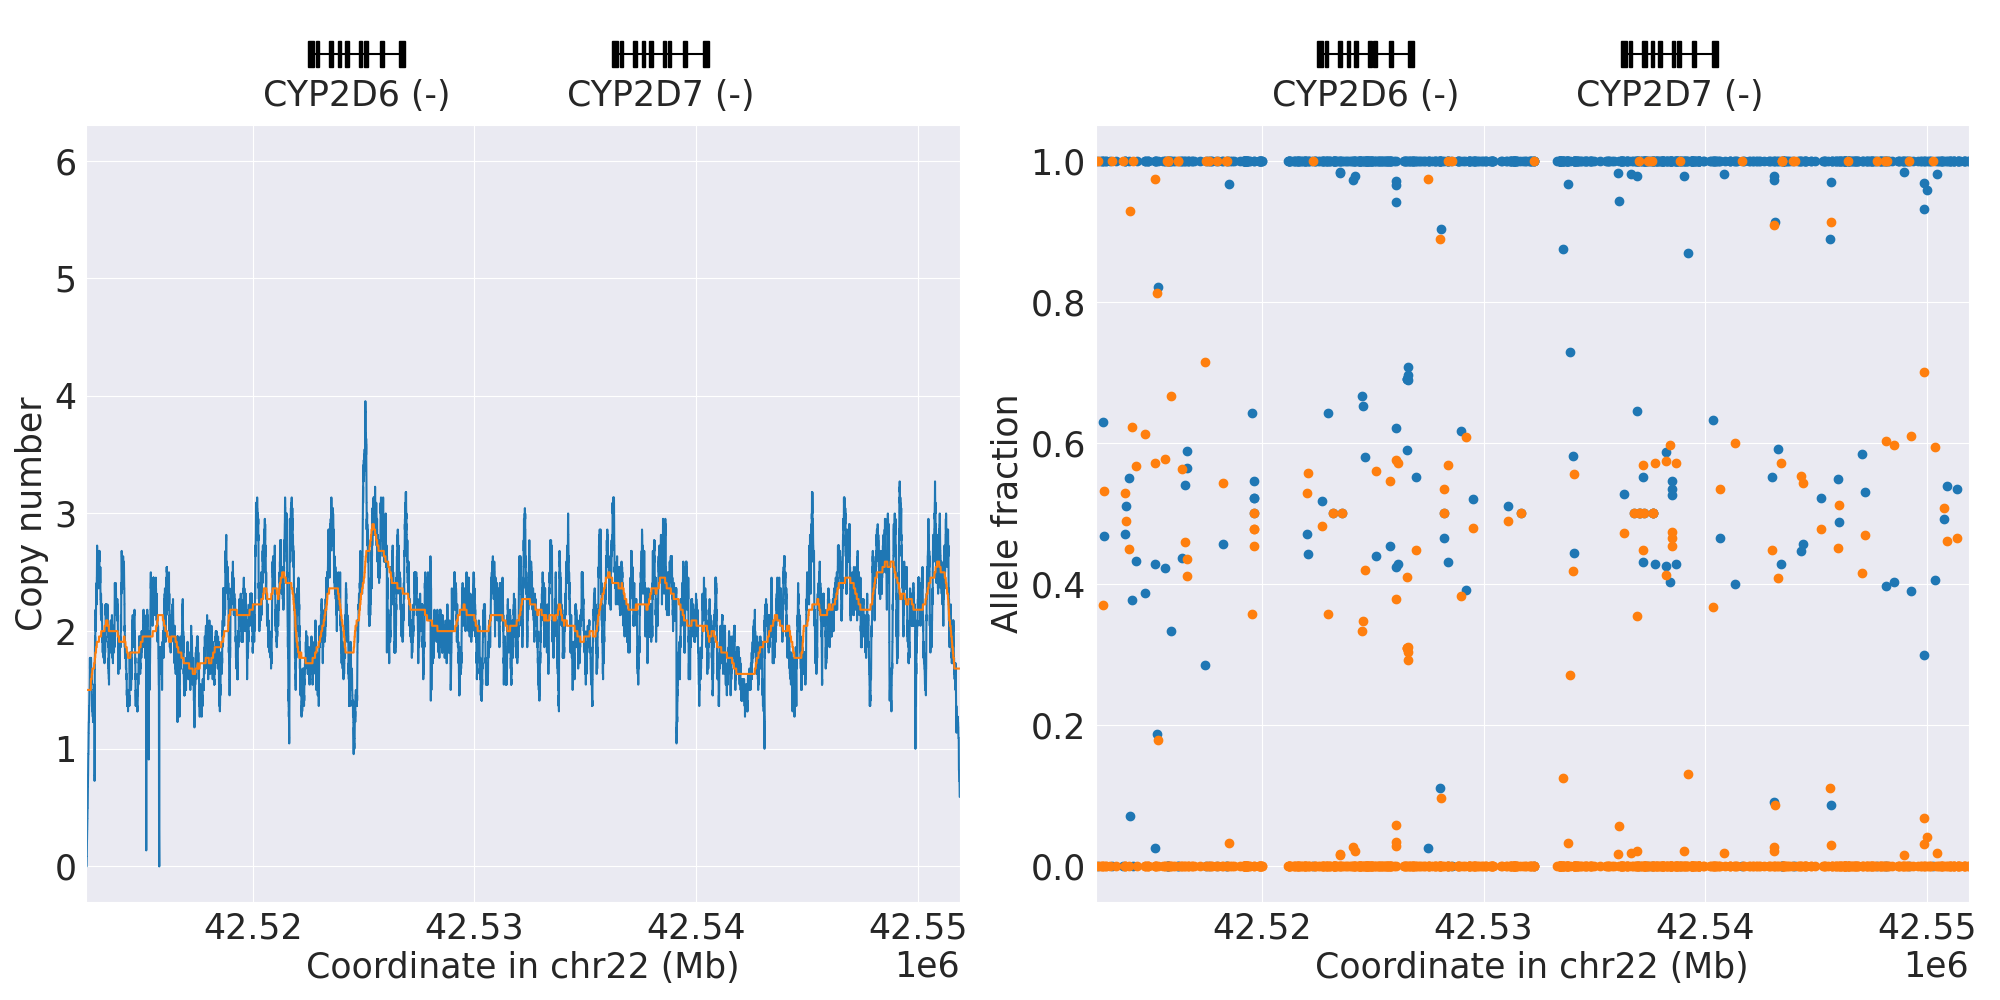 CYP2D6 (-) CYP2D7 (-)
6
5
4
3
2
1
0
Copy number
42.52 42.53 42.54 42.55
Coordinate in chr22 (Mb)
1e6
CYP2D6 (-) CYP2D7 (-)
1.0
0.8
0.6
0.4
0.2
0.0
Allele fraction
42.52 42.53 42.54 42.55
Coordinate in chr22 (Mb)
1e6